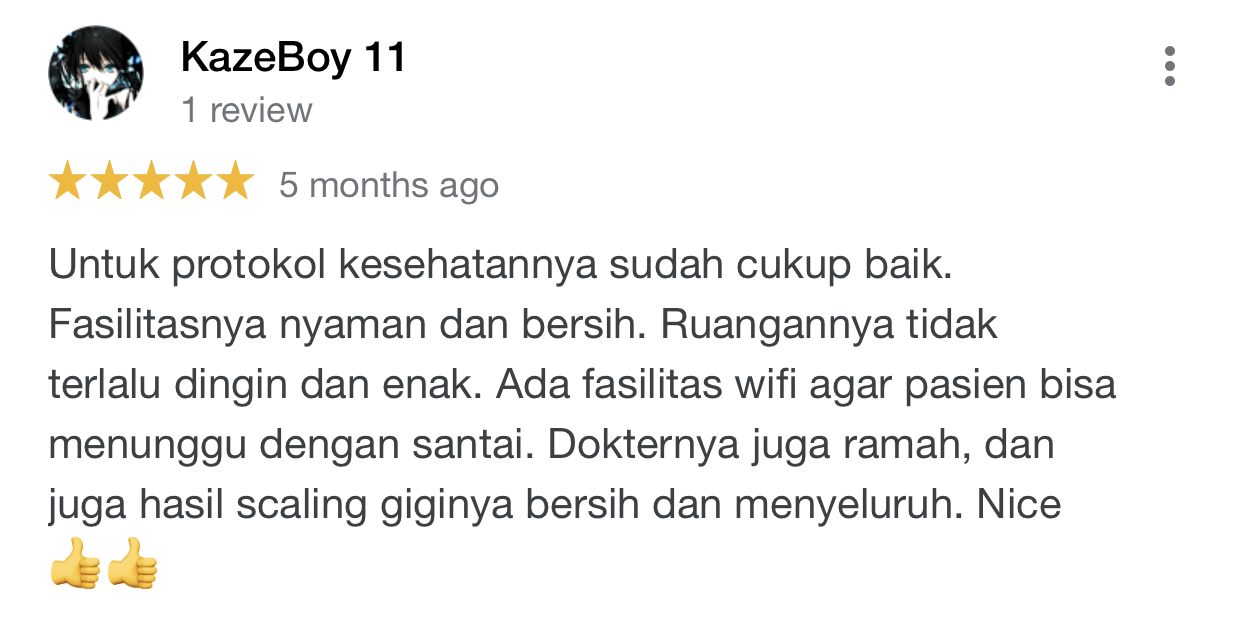 KazeBoy 11
1 review
5 months ago
Untuk protokol kesehatannya sudah cukup baik.
Fasilitasnya nyaman dan bersih. Ruangannya tidak
terlalu dingin dan enak. Ada fasilitas wifi agar pasien bisa
menunggu dengan santai. Dokternya juga ramah, dan
juga hasil scaling giginya bersih dan menyeluruh. Nice
👍👍